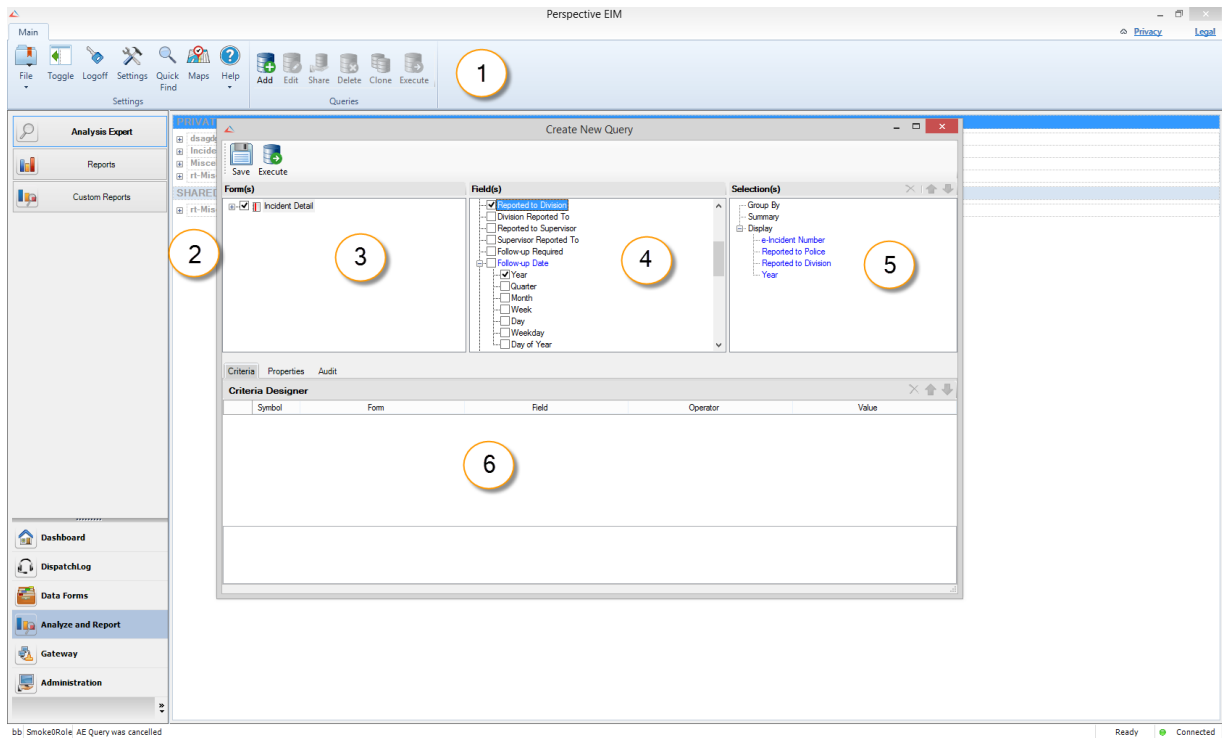 Perspective EIM
Main
Privacy Legal
File Toggle Logoff Settings Quick Find Maps Help
Add Edit Share Delete Clone Execute
Settings
Queries
1
Analysis Expert
Reports
Custom Reports
PRIVAT
Incide
Misce
rt-Mis
SHARED
rt-Mis
2
Create New Query
Save Execute
Form(s)
Incident Detail
3
Field(s)
Reported to Division
Division Reported To
Reported to Supervisor
Supervisor Reported To
Follow-up Required
Follow-up Date
Year
Quarter
Month
Week
Day
Weekday
Day of Year
4
Selection(s)
Group By
Summary
Display
e-Incident Number
Reported to Police
Reported to Division
Year
5
Criteria Properties Audit
Criteria Designer
Symbol Form Field Operator Value
6
Dashboard
DispatchLog
Data Forms
Analyze and Report
Gateway
Administration
bb Smoke0Role AE Query was cancelled
Ready Connected